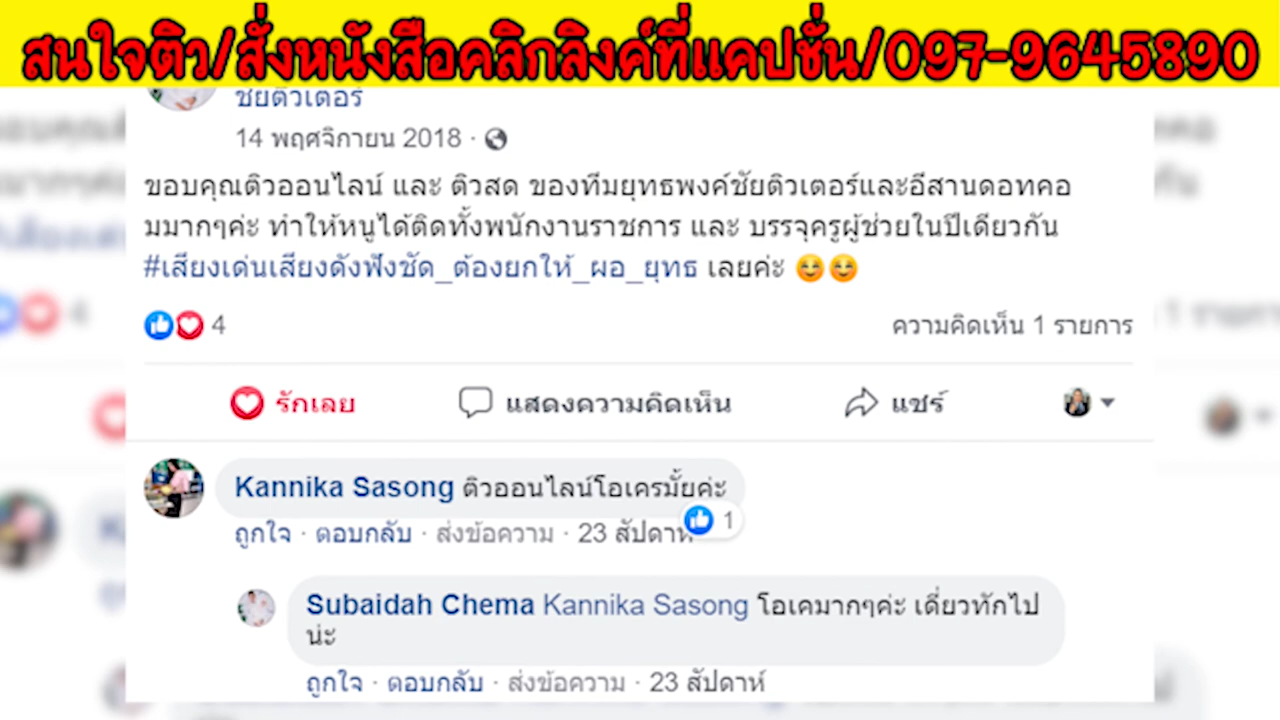 สนใจติว/สั่งหนังสือคลิกลิงค์ที่แคปชั่น/097-9645890
ชัยติวเตอร์
14 พฤศจิกายน 2018 ·
ขอบคุณติวออนไลน์ และ ติวสด ของทีมยุทธพงค์ชัยติวเตอร์และอีสานดอทคอ
มมากๆค่ะ ทำให้หนูได้ติดทั้งพนักงานราชการ และ บรรจุครูผู้ช่วยในปีเดียวกัน
#เสียงเด่นเสียงดังฟังชัด_ต้องยกให้_ผอ_ยุทธ เลยค่ะ 😊😊
4 ความคิดเห็น 1 รายการ
รักเลย แสดงความคิดเห็น แชร์
Kannika Sasong ติวออนไลน์โอเครมั้ยค่ะ
ถูกใจ · ตอบกลับ · ส่งข้อความ · 23 สัปดาห์ 1
Subaidah Chema Kannika Sasong โอเคมากๆค่ะ เดี่ยวทักไป
น่ะ
ถูกใจ · ตอบกลับ · ส่งข้อความ · 23 สัปดาห์